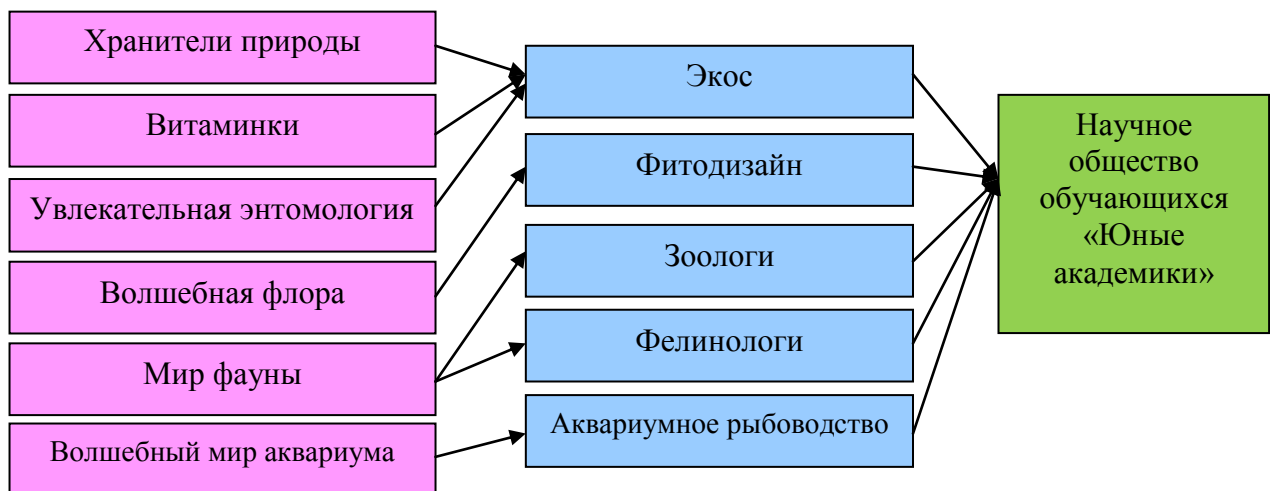 Хранители природы
Витаминки
Увлекательная энтомология
Волшебная флора
Мир фауны
Волшебный мир аквариума
Экос
Фитодизайн
Зоологи
Фелинологи
Аквариумное рыбоводство
Научное
общество
обучающихся
«Юные
академики»